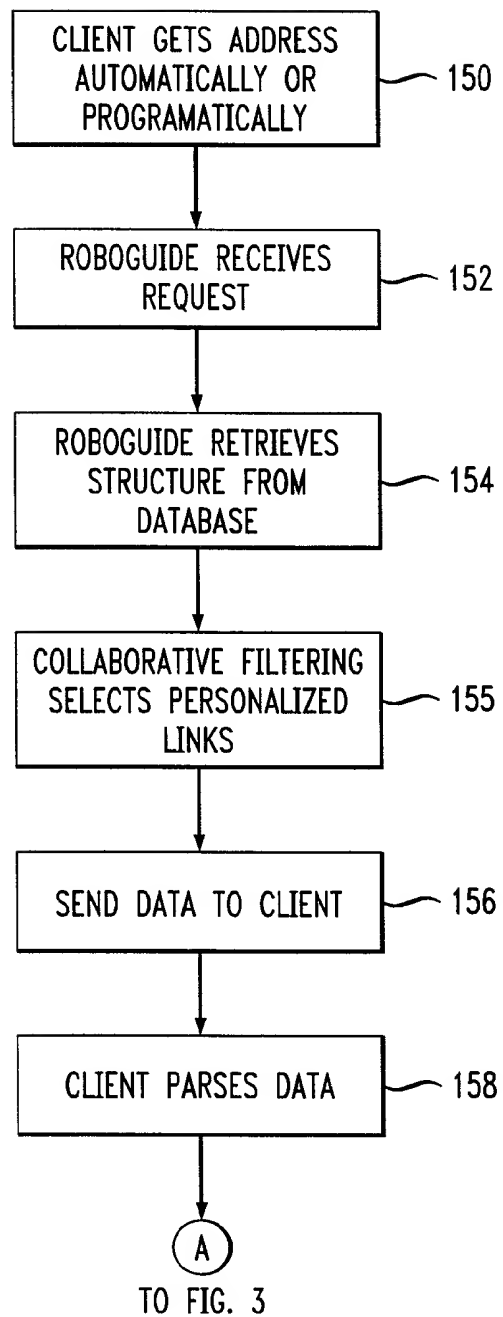 CLIENT GETS ADDRESS
AUTOMATICALLY OR
PROGRAMATICALLY
150
ROBOGUIDE RECEIVES
REQUEST
152
ROBOGUIDE RETRIEVES
STRUCTURE FROM
DATABASE
154
COLLABORATIVE FILTERING
SELECTS PERSONALIZED
LINKS
155
SEND DATA TO CLIENT
156
CLIENT PARSES DATA
158
A
TO FIG. 3